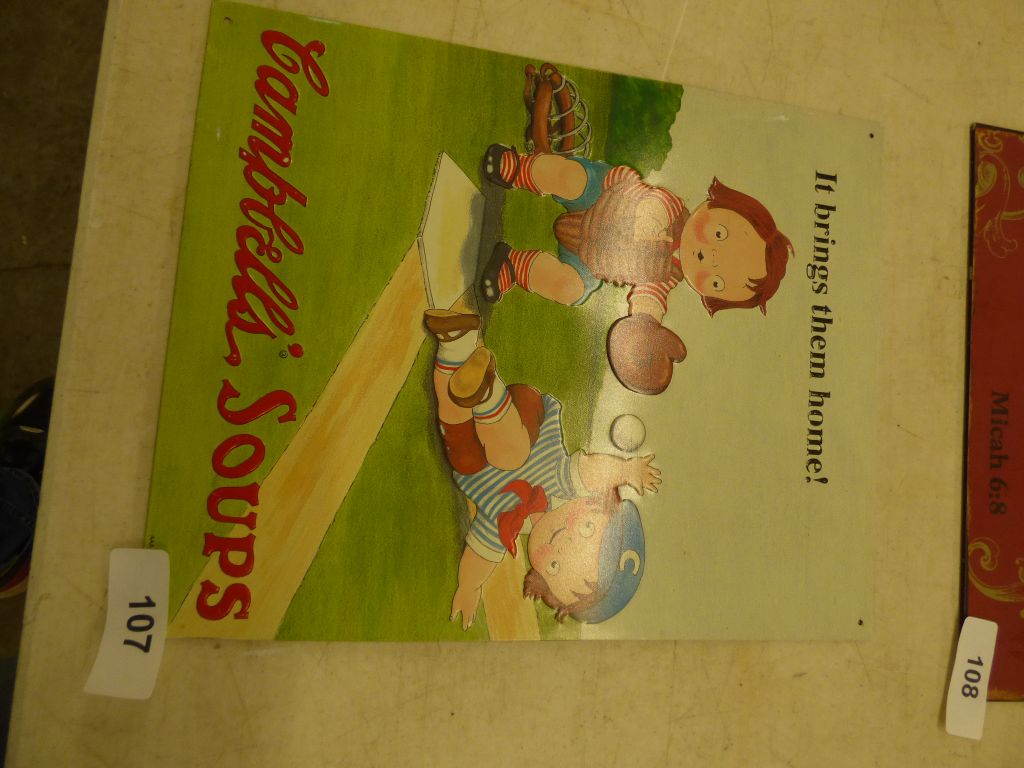 It brings them home!
C
Campbell's® SOUPS
107
Micah 6:8
108